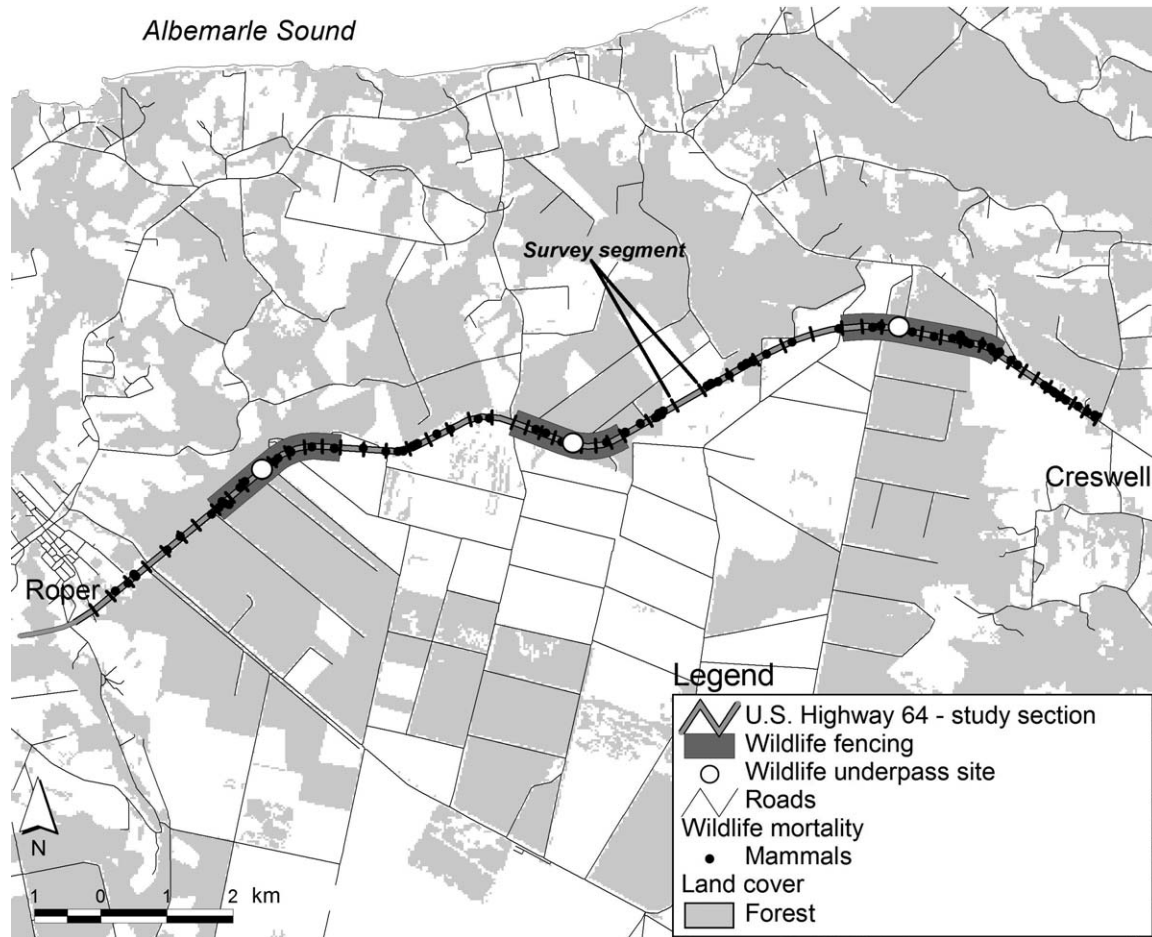 Albemarle Sound
Survey segment
Creswell
Roper
Legend
U.S. Highway 64 - study section
Wildlife fencing
Wildlife underpass site
Roads
Wildlife mortality
Mammals
Land cover
Forest
N
1 0 1 2 km